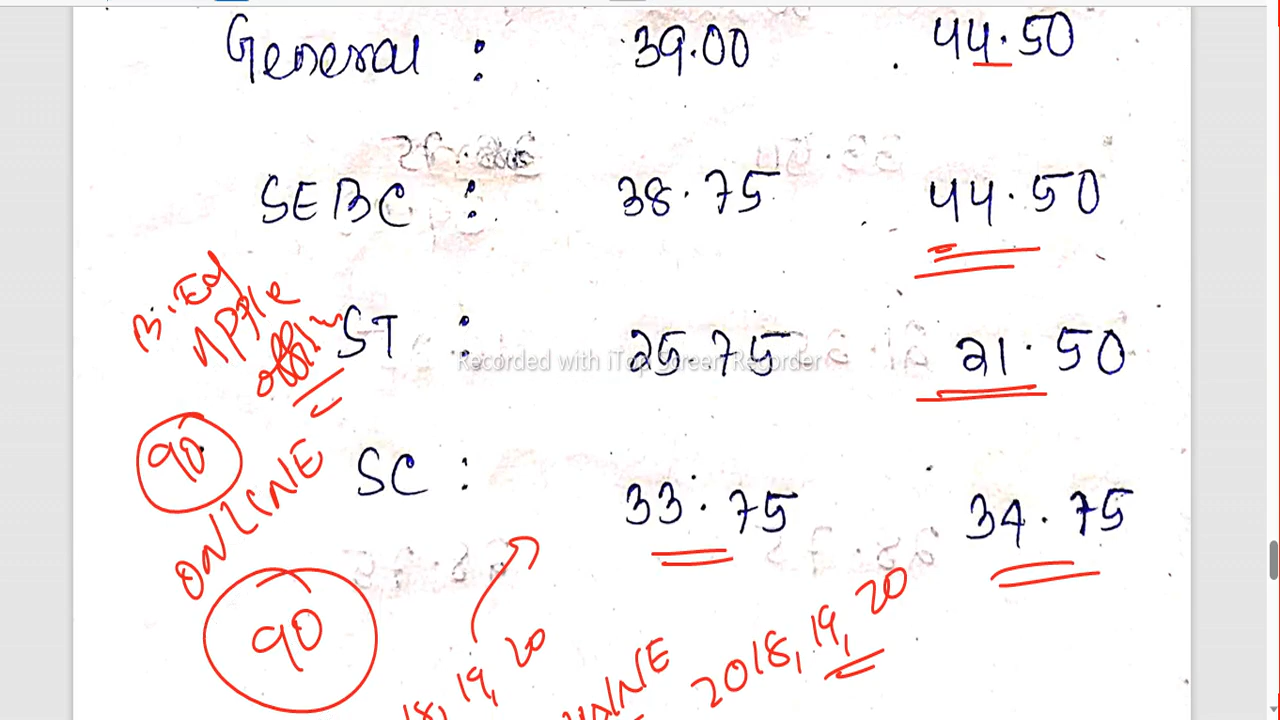 General : 39.00 44.50
SEBC : 38.75 44.50
B.Ed
Apple
offlin
ST : 25.75 21.50
Recorded with iTop Screen Recorder
90
ONLINE
SC : 33.75 34.75
90
18, 19, 20
2018, 19, 20